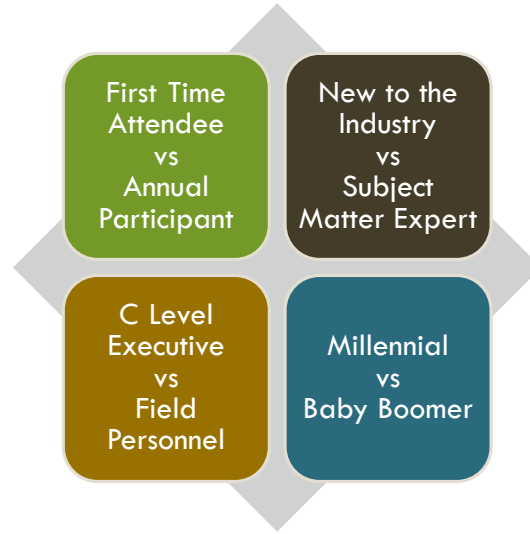 First Time
Attendee
vs
Annual
Participant
New to the
Industry
vs
Subject
Matter Expert
C Level
Executive
vs
Field
Personnel
Millennial
vs
Baby Boomer